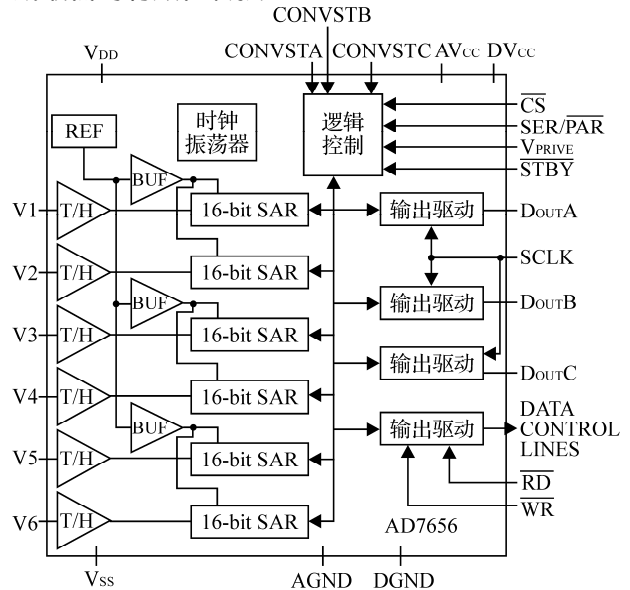 CONVSTB
CONVSTA
CONVSTC
AVCC
DVCC
VDD
REF
时钟
振荡器
逻辑
控制
CS
SER/PAR
VPRIVE
STBY
BUF
V1
T/H
16-bit SAR
输出驱动
DOUTA
V2
T/H
16-bit SAR
SCLK
BUF
输出驱动
DOUTB
V3
T/H
16-bit SAR
输出驱动
DOUTC
V4
T/H
16-bit SAR
BUF
输出驱动
DATA
CONTROL
LINES
V5
T/H
16-bit SAR
RD
WR
V6
T/H
16-bit SAR
AD7656
VSS
AGND
DGND